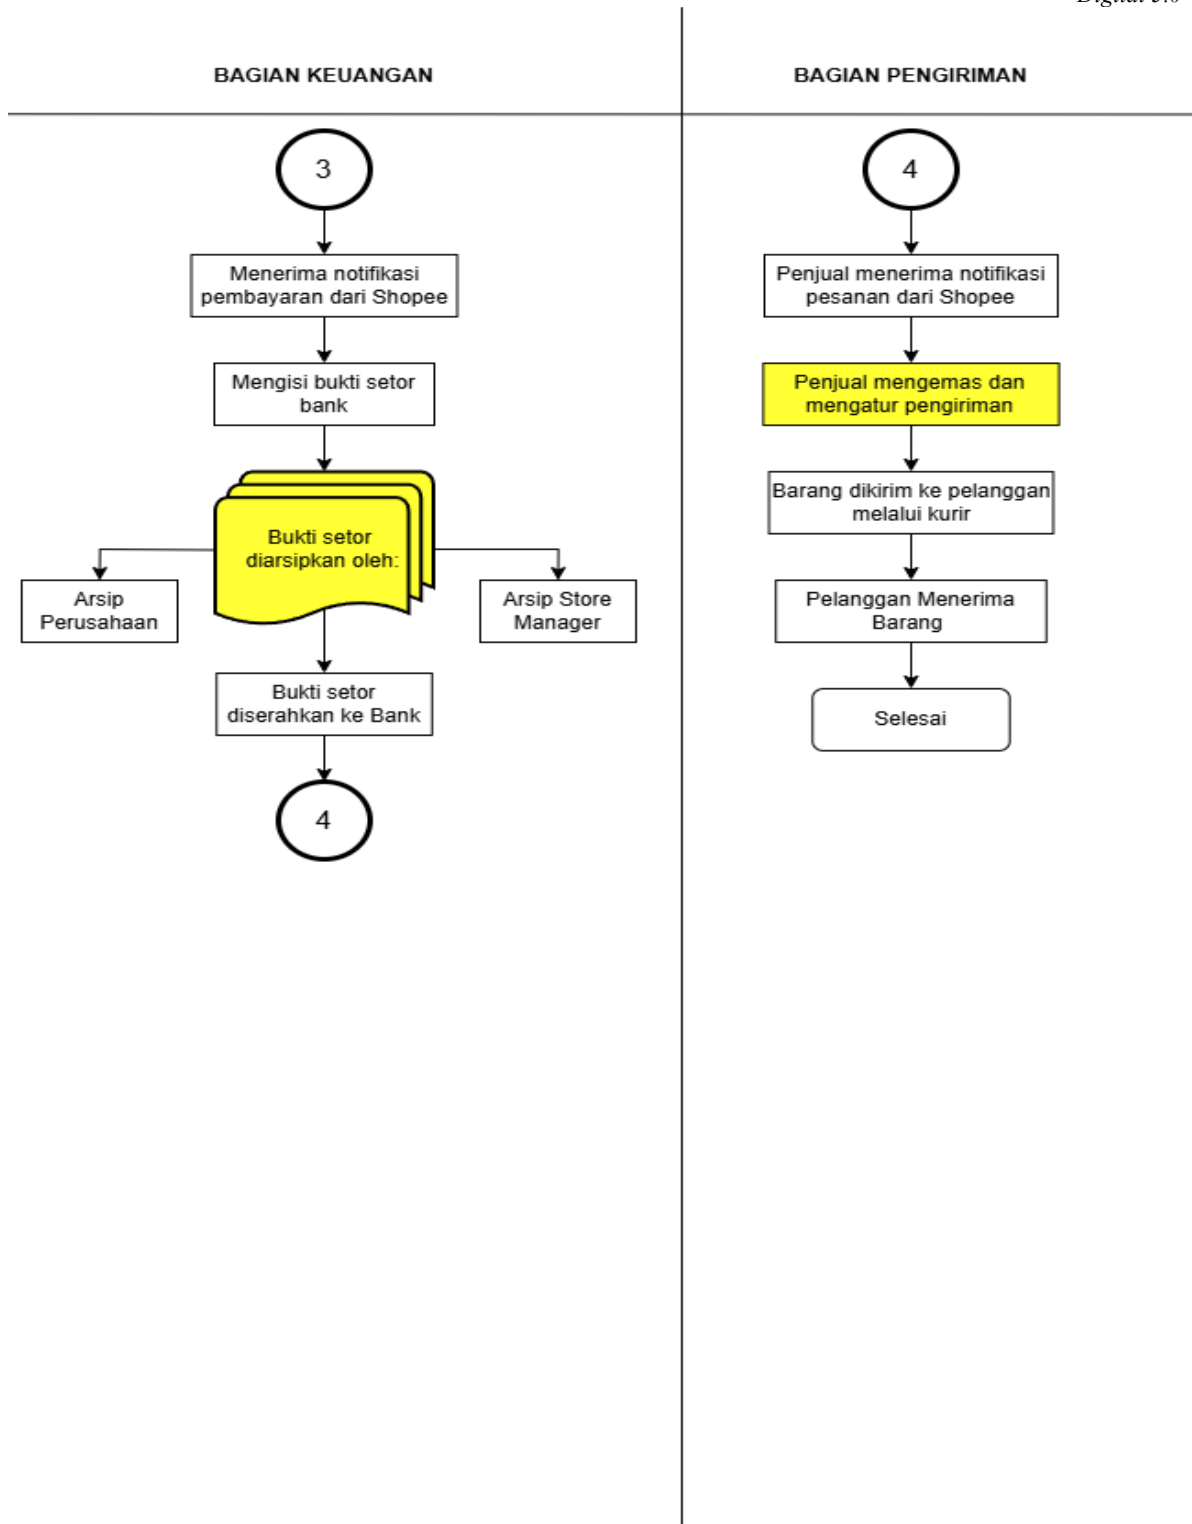 BAGIAN KEUANGAN
BAGIAN PENGIRIMAN
3
Menerima notifikasi
pembayaran dari Shopee
Mengisi bukti setor
bank
Bukti setor
diarsipkan oleh:
Arsip
Perusahaan
Arsip Store
Manager
Bukti setor
diserahkan ke Bank
4
4
Penjual menerima notifikasi
pesanan dari Shopee
Penjual mengemas dan
mengatur pengiriman
Barang dikirim ke pelanggan
melalui kurir
Pelanggan Menerima
Barang
Selesai